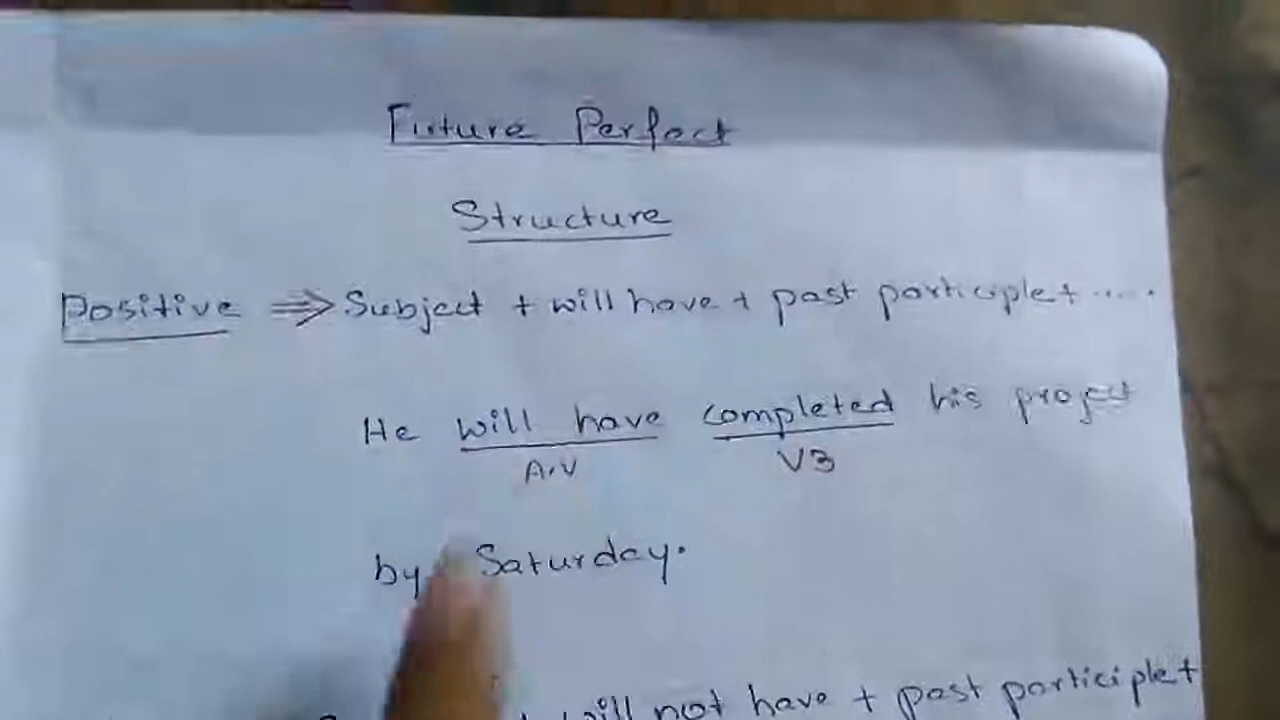 Future Perfect
Structure
Positive ⇒ Subject + will have + past participle + .....
He will have completed his project
A.V V3
by Saturday.
will not have + past participle +